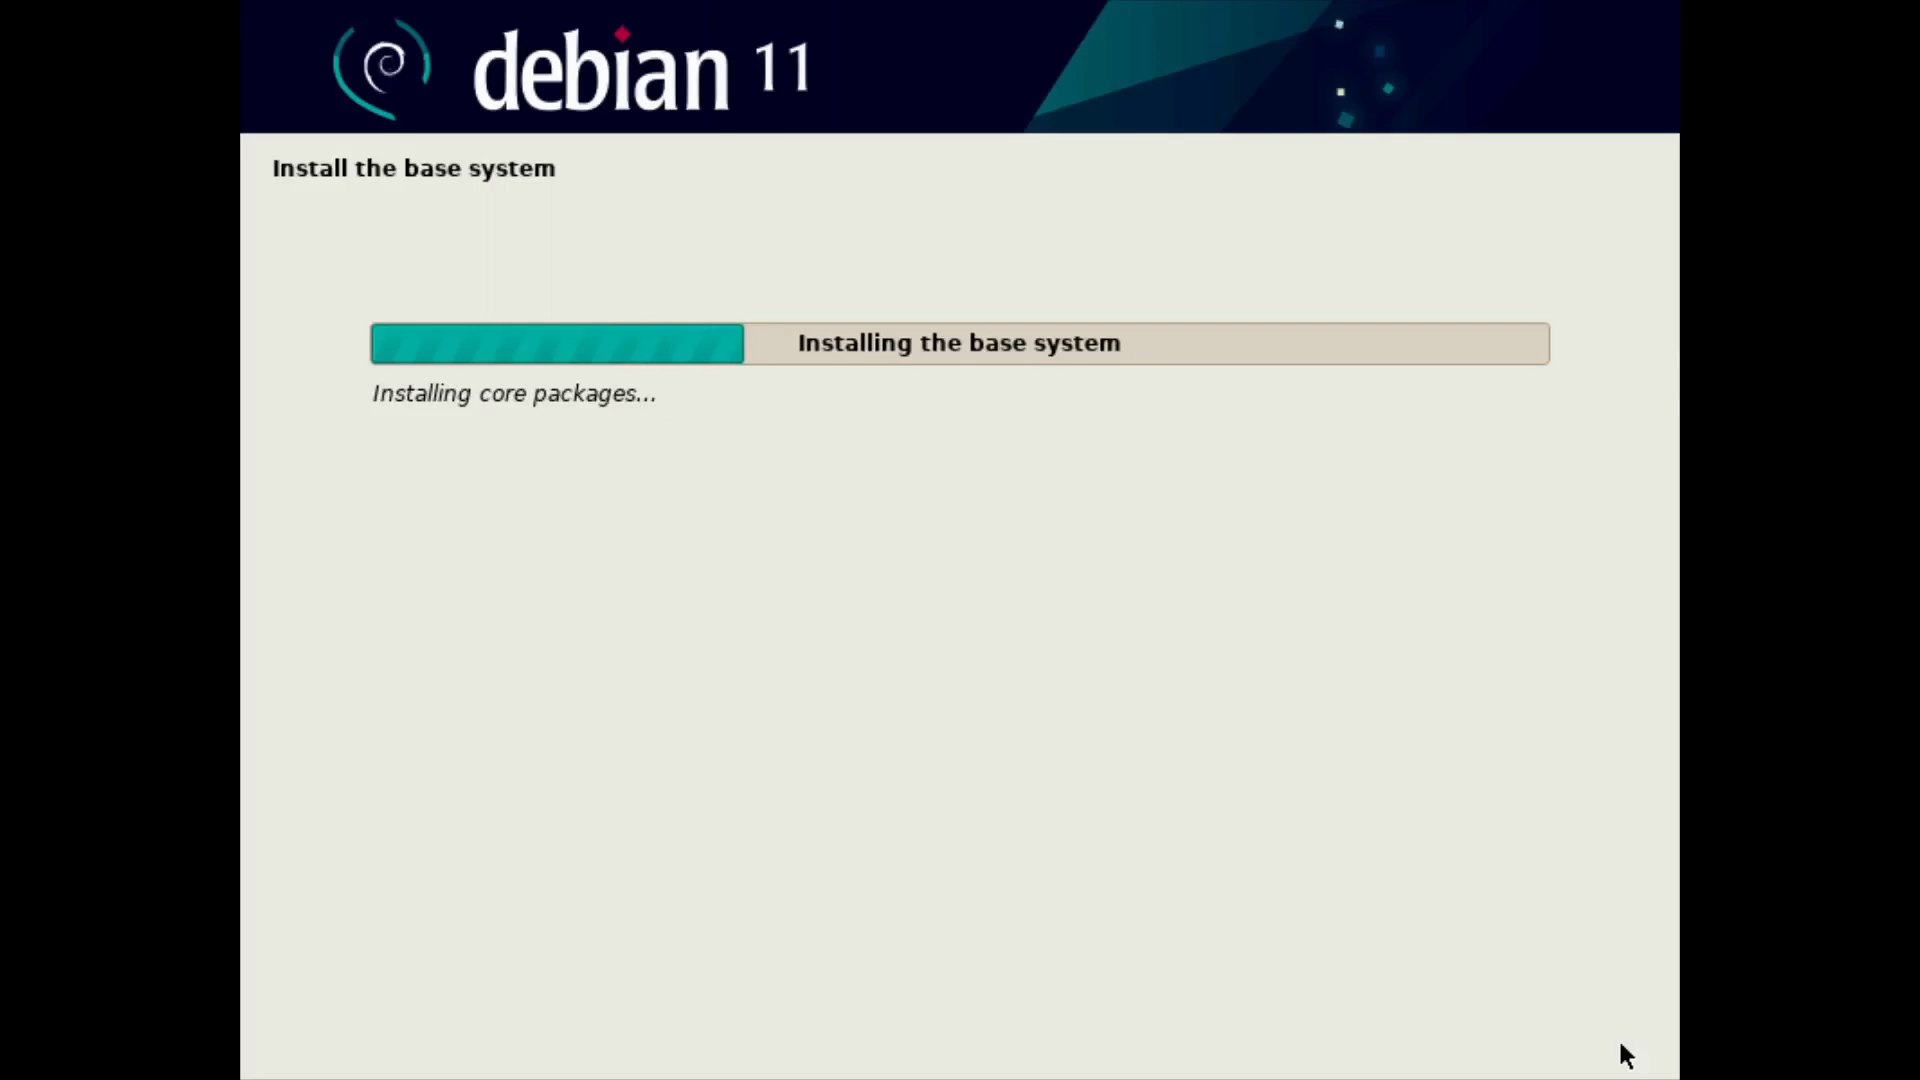 debian 11
Install the base system
Installing the base system
Installing core packages...